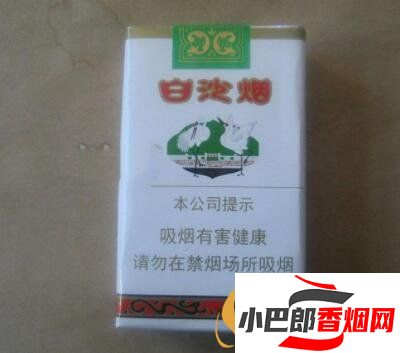 白沙烟
本公司提示
吸烟有害健康
请勿在禁烟场所吸烟
小巴郎香烟网